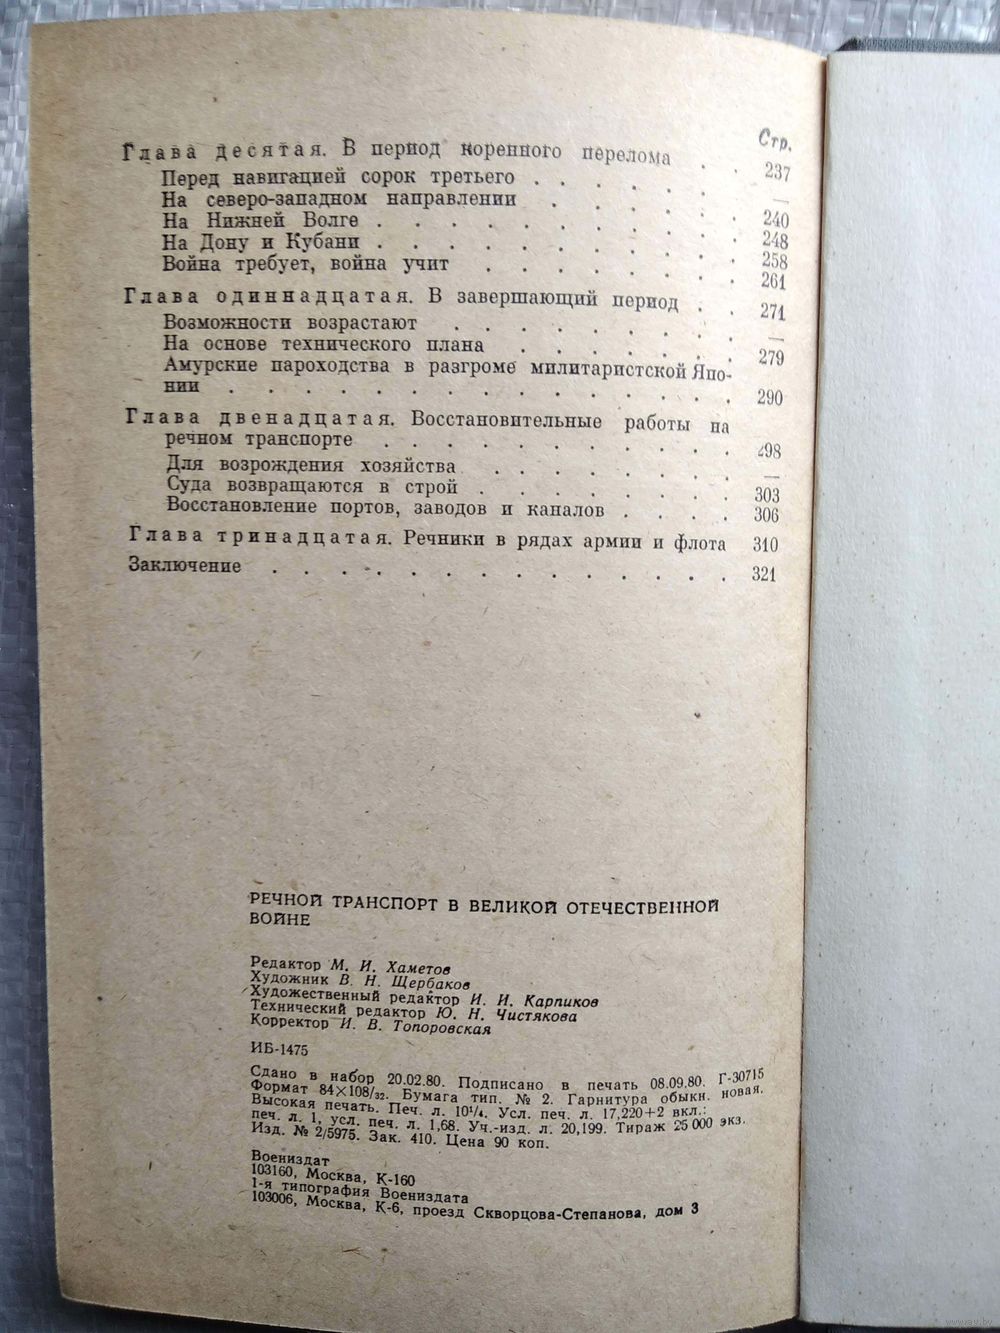 Стр.
Глава десятая. В период коренного перелома . . 237
Перед навигацией сорок третьего . . . . . . —
На северо-западном направлении . . . . . . 240
На Нижней Волге . . . . . . . . . . 248
На Дону и Кубани . . . . . . . . . . 258
Война требует, война учит . . . . . . . . 261
Глава одиннадцатая. В завершающий период . . 271
Возможности возрастают . . . . . . . . —
На основе технического плана . . . . . . . 279
Амурские пароходства в разгроме милитаристской Япо-
нии . . . . . . . . . . . . . . 290
Глава двенадцатая. Восстановительные работы на
речном транспорте . . . . . . . . . . 298
Для возрождения хозяйства . . . . . . . —
Суда возвращаются в строй . . . . . . . . 303
Восстановление портов, заводов и каналов . . . . 306
Глава тринадцатая. Речники в рядах армии и флота 310
Заключение . . . . . . . . . . . . . . 321
РЕЧНОЙ ТРАНСПОРТ В ВЕЛИКОЙ ОТЕЧЕСТВЕННОЙ
ВОЙНЕ
Редактор М. И. Хаметов
Художник В. Н. Щербаков
Художественный редактор И. И. Карпиков
Технический редактор Ю. Н. Чистякова
Корректор И. В. Топоровская
ИБ-1475
Сдано в набор 20.02.80. Подписано в печать 08.09.80. Г-30715
Формат 84×108/32. Бумага тип. № 2. Гарнитура обыкн. новая.
Высокая печать. Печ. л. 10¼. Усл. печ. л. 17,220+2 вкл.:
печ. л. 1, усл. печ. л. 1,68. Уч.-изд. л. 20,199. Тираж 25 000 экз.
Изд. № 2/5975. Зак. 410. Цена 90 коп.
Воениздат
103160, Москва, К-160
1-я типография Воениздата
103006, Москва, К-6, проезд Скворцова-Степанова, дом 3
www.ay.by